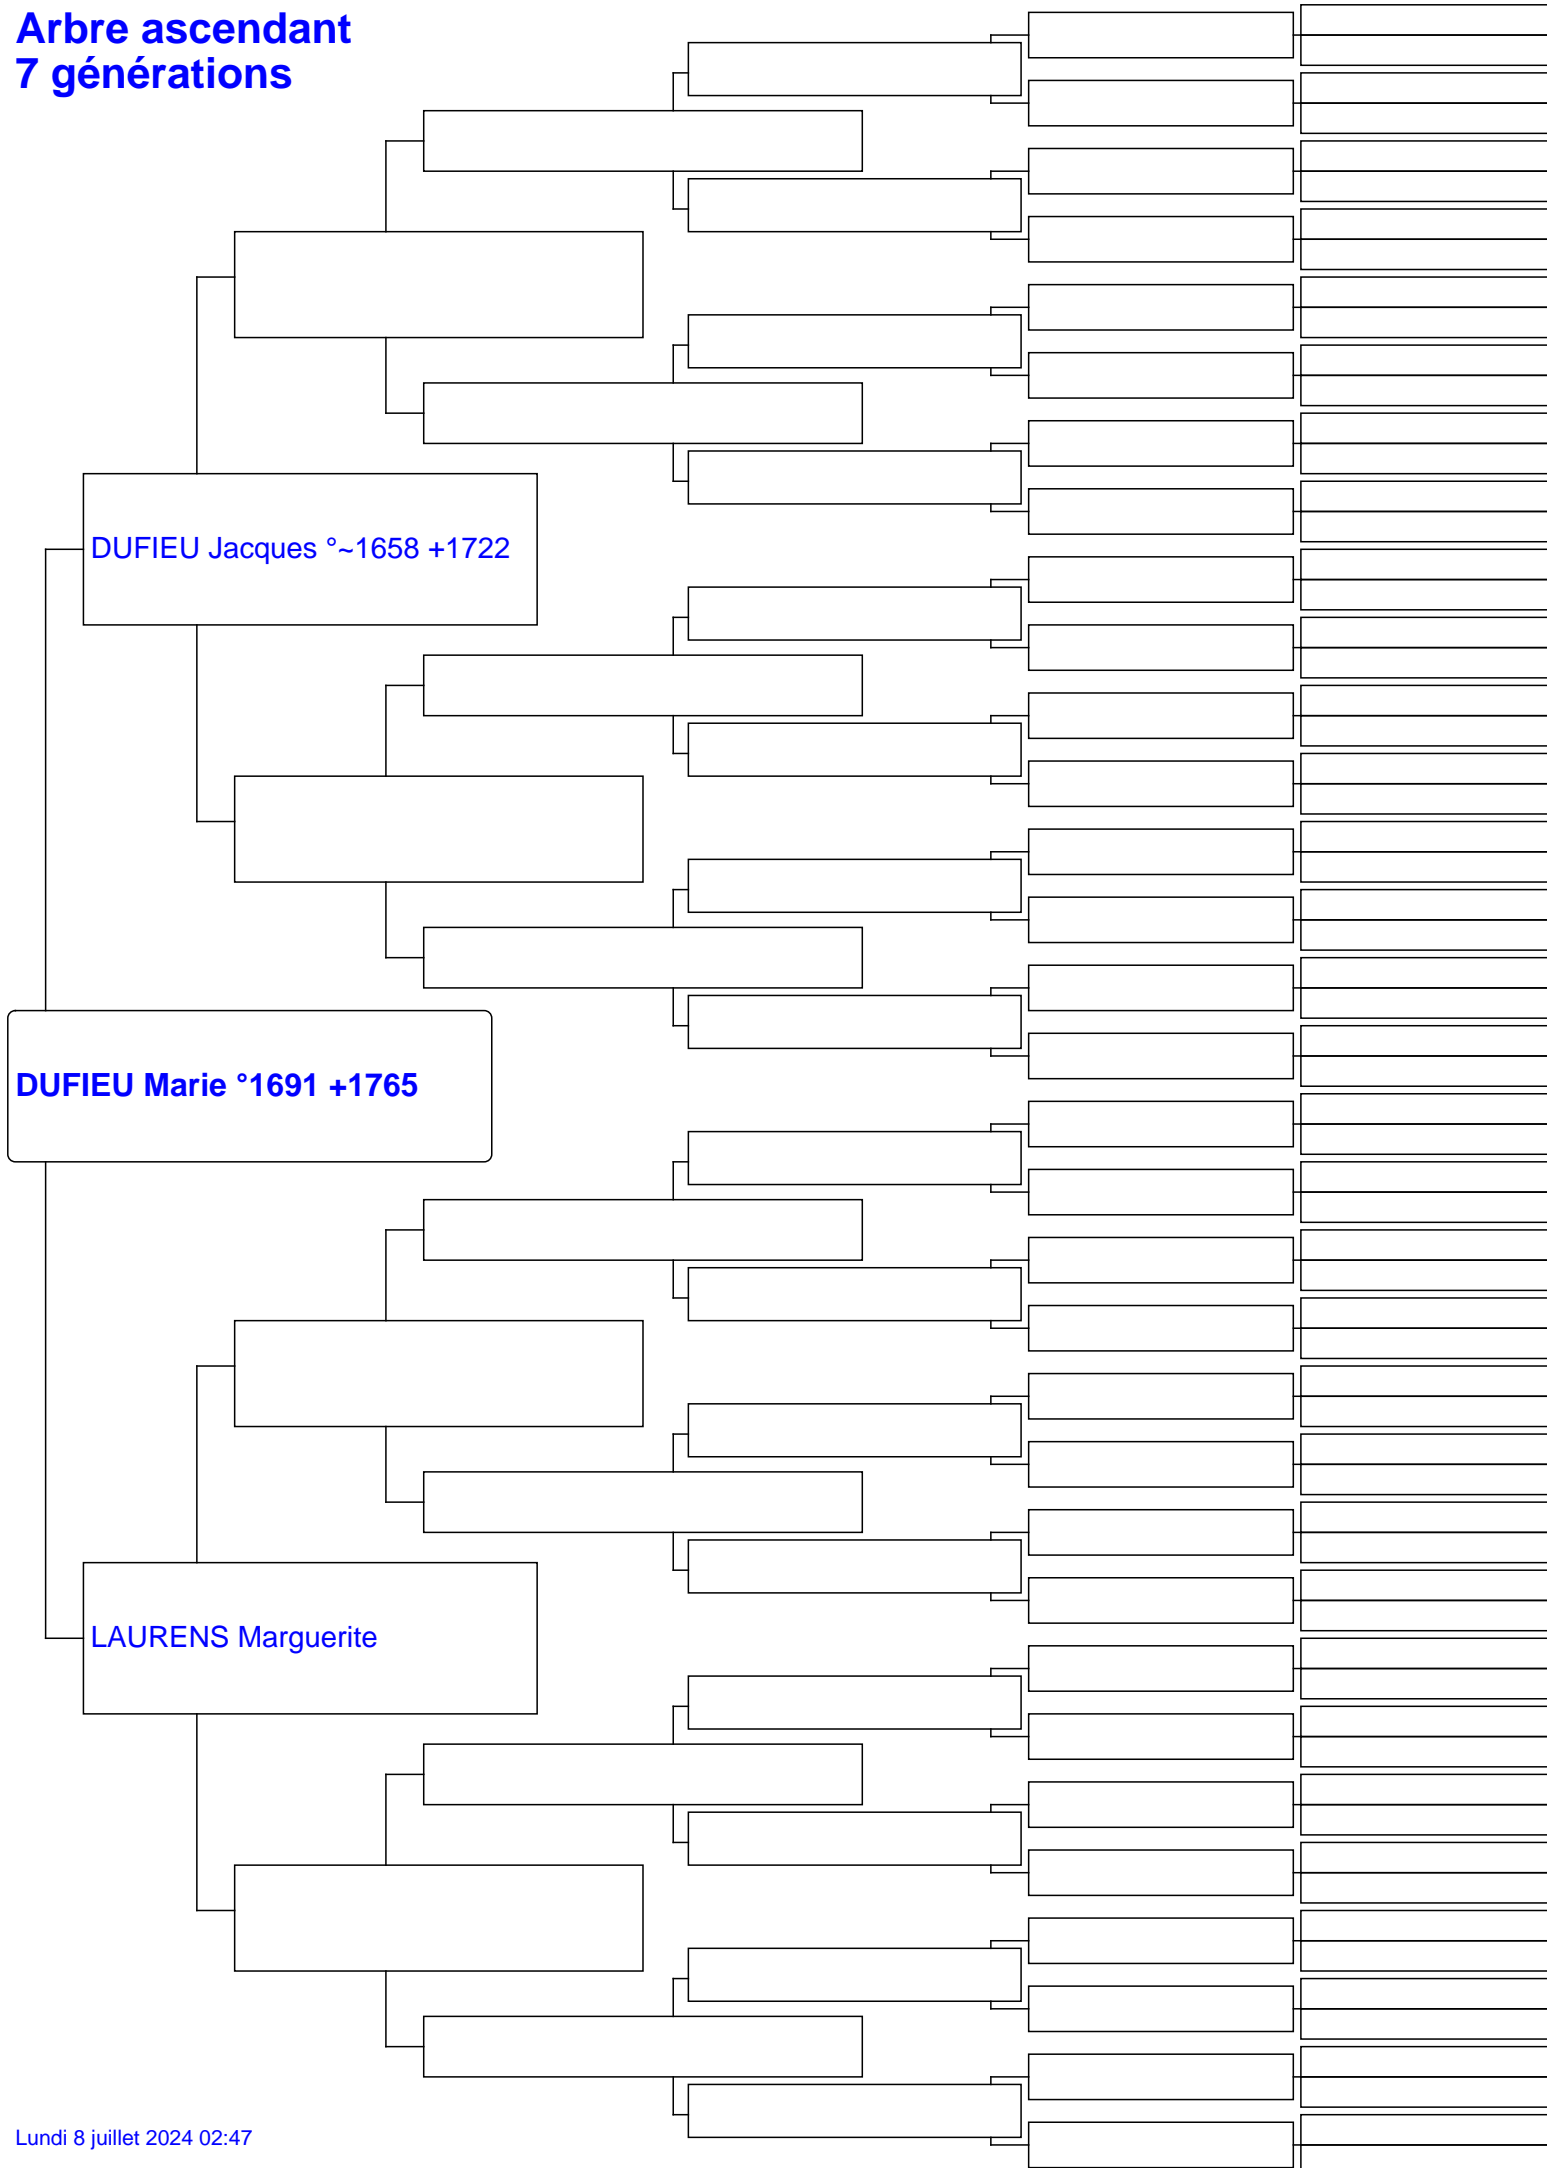 Arbre ascendant
7 générations
DUFIEU Jacques °~1658 +1722
DUFIEU Marie °1691 +1765
LAURENS Marguerite
Lundi 8 juillet 2024 02:47